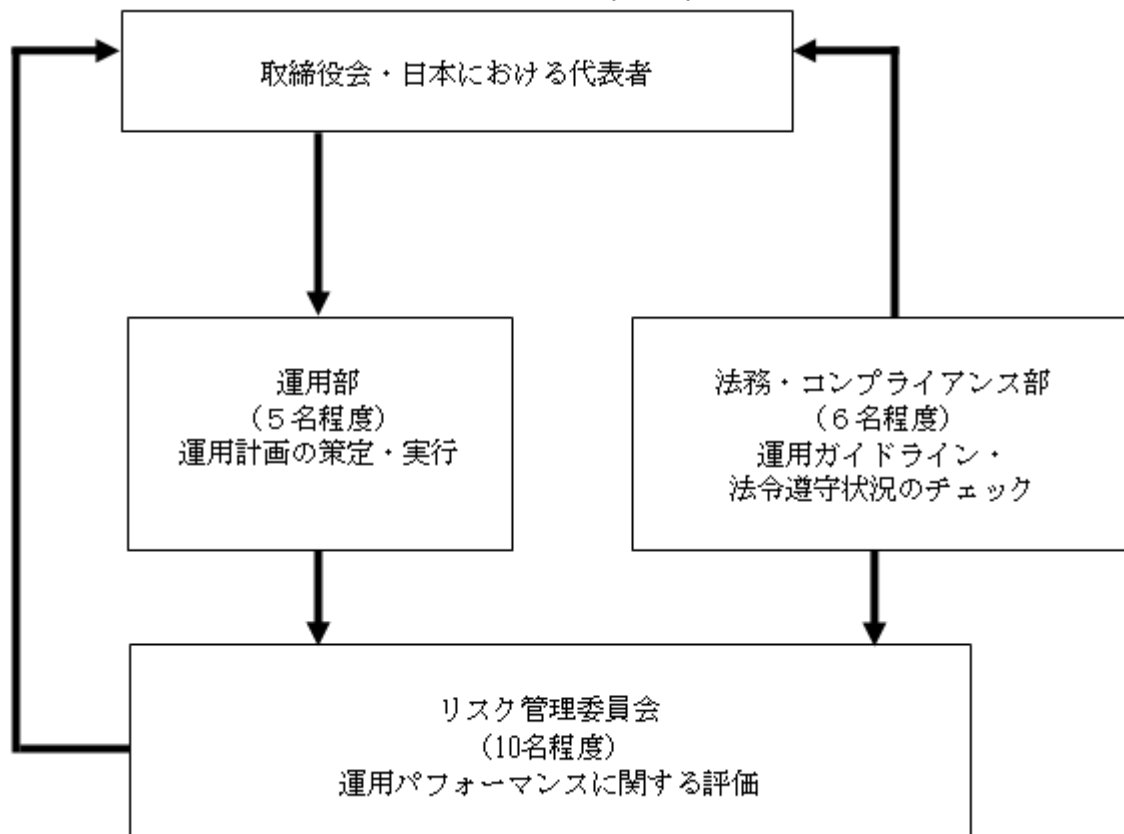 取締役会・日本における代表者
運用部
(5名程度)
運用計画の策定・実行
法務・コンプライアンス部
(6名程度)
運用ガイドライン・
法令遵守状況のチェック
リスク管理委員会
(10名程度)
運用パフォーマンスに関する評価